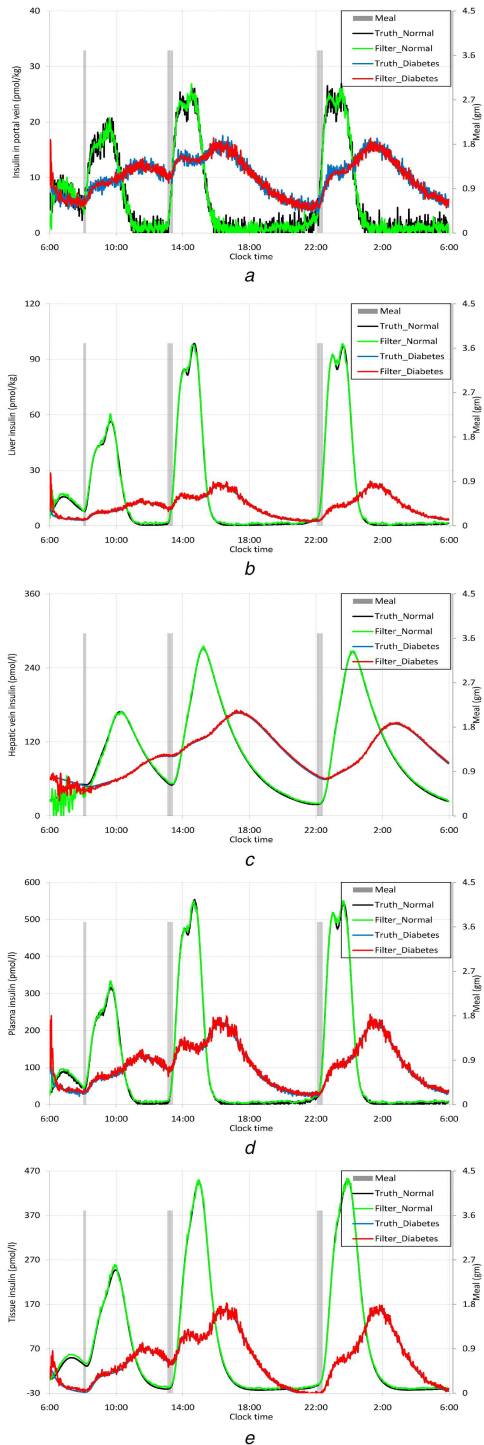 Insulin in portal vein (pmol/kg)
40
30
20
10
0
Meal
Truth_Normal
Filter_Normal
Truth_Diabetes
Filter_Diabetes
4.5
3.6
2.7
1.8
0.9
0
Meal (gm)
6:00 10:00 14:00 18:00 22:00 2:00 6:00
Clock time
a
Liver insulin (pmol/kg)
120
90
60
30
0
Meal
Truth_Normal
Filter_Normal
Truth_Diabetes
Filter_Diabetes
4.5
3.6
2.7
1.8
0.9
0
Meal (gm)
6:00 10:00 14:00 18:00 22:00 2:00 6:00
Clock time
b
Hepatic vein insulin (pmol/l)
360
240
120
0
Meal
Truth_Normal
Filter_Normal
Truth_Diabetes
Filter_Diabetes
4.5
3.6
2.7
1.8
0.9
0
Meal (gm)
6:00 10:00 14:00 18:00 22:00 2:00 6:00
Clock time
c
Plasma insulin (pmol/l)
600
500
400
300
200
100
0
Meal
Truth_Normal
Filter_Normal
Truth_Diabetes
Filter_Diabetes
4.5
3.6
2.7
1.8
0.9
0
Meal (gm)
6:00 10:00 14:00 18:00 22:00 2:00 6:00
Clock time
d
Tissue insulin (pmol/l)
470
370
270
170
70
-30
Meal
Truth_Normal
Filter_Normal
Truth_Diabetes
Filter_Diabetes
4.5
3.6
2.7
1.8
0.9
0
Meal (gm)
6:00 10:00 14:00 18:00 22:00 2:00 6:00
Clock time
e